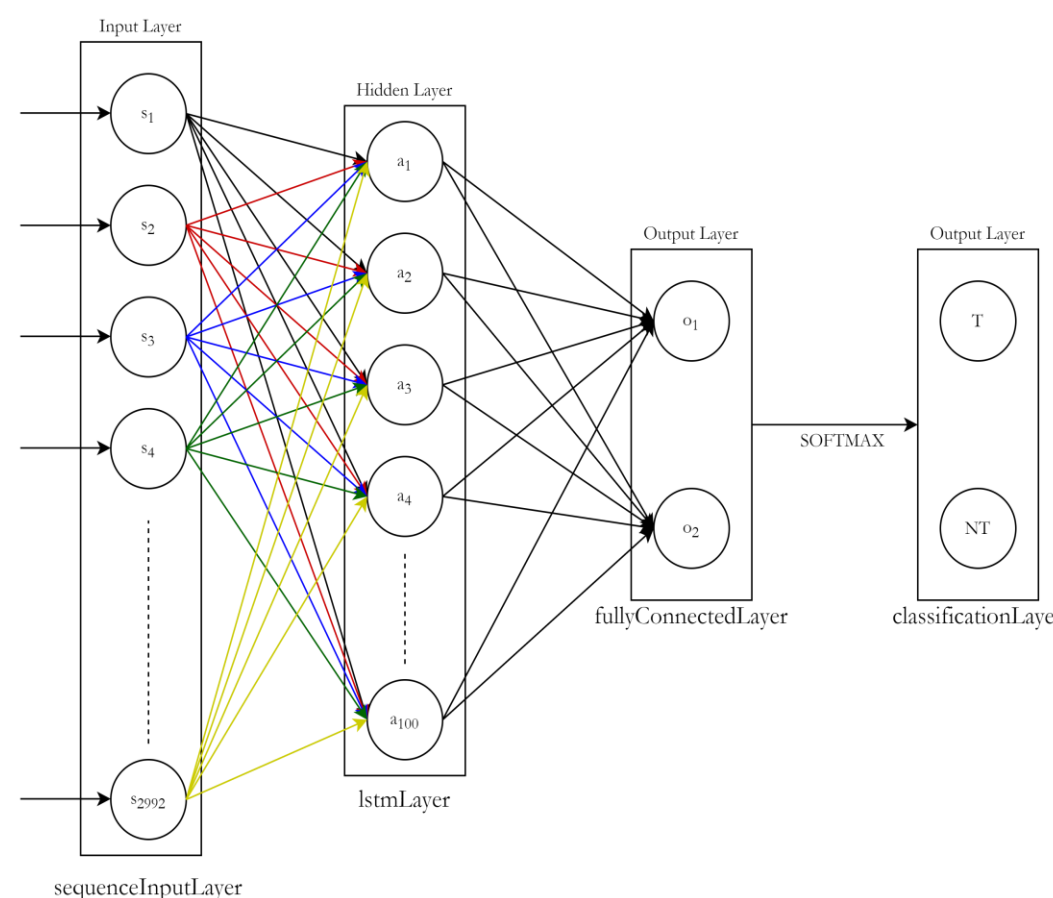 Input Layer
s1
s2
s3
s4
s2992
sequenceInputLayer
Hidden Layer
a1
a2
a3
a4
a100
lstmLayer
Output Layer
o1
o2
fullyConnectedLayer
SOFTMAX
Output Layer
T
NT
classificationLaye